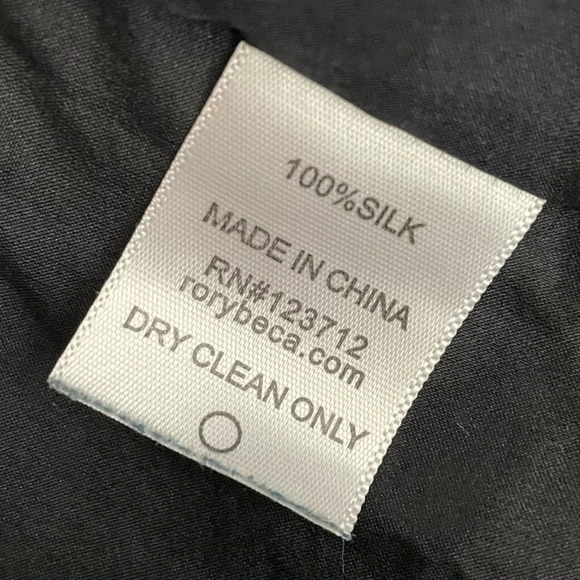 100%SILK
MADE IN CHINA
RN#123712
rorybeca.com
DRY CLEAN ONLY